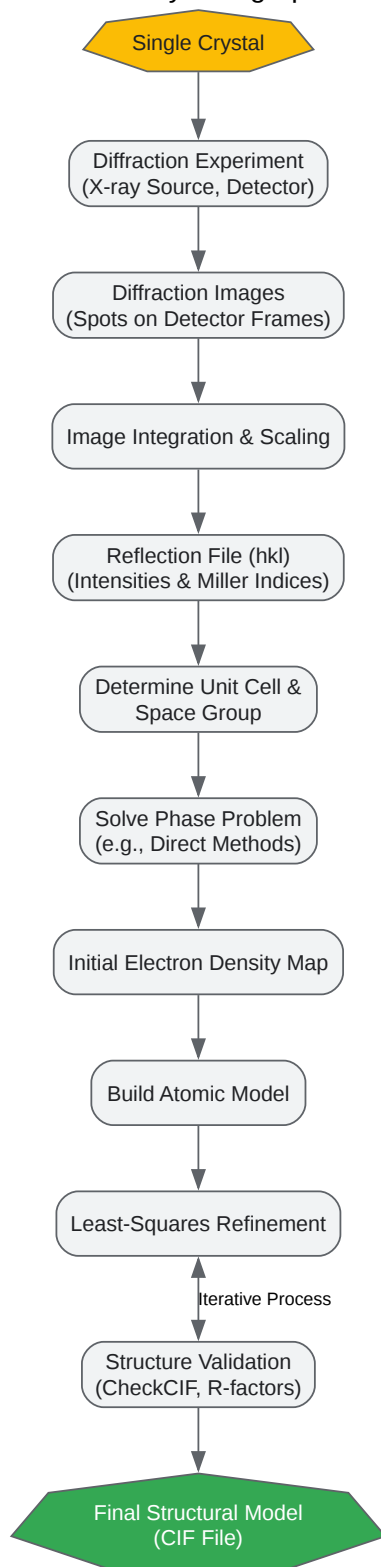 Single Crystal
Diffraction Experiment
(X-ray Source, Detector)
Diffraction Images
(Spots on Detector Frames)
Image Integration & Scaling
Reflection File (hkl)
(Intensities & Miller Indices)
Determine Unit Cell &
Space Group
Solve Phase Problem
(e.g., Direct Methods)
Initial Electron Density Map
Build Atomic Model
Least-Squares Refinement
Iterative Process
Structure Validation
(CheckCIF, R-factors)
Final Structural Model
(CIF File)